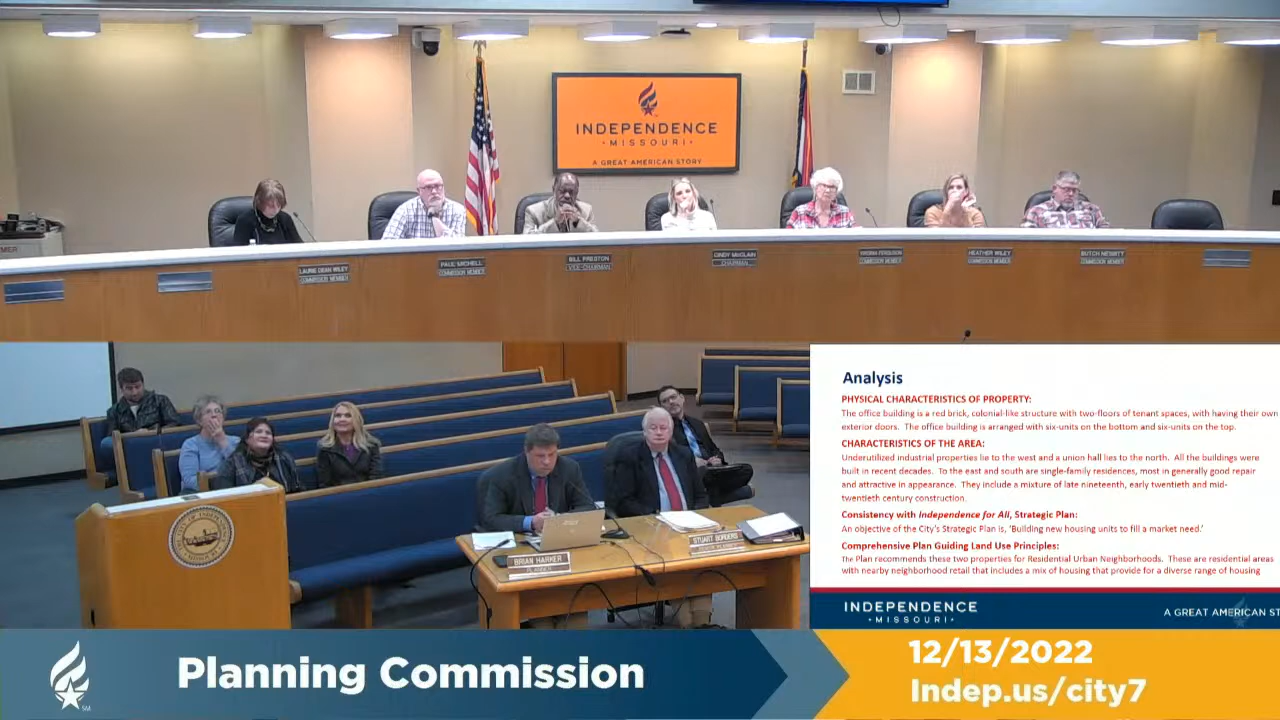 INDEPENDENCE
• MISSOURI •
A GREAT AMERICAN STORY
LAURIE DEAN WILEY
COMMISSION MEMBER
PAUL MICHELL
COMMISSION MEMBER
BILL PRESTON
VICE-CHAIRMAN
CINDY McCLAIN
CHAIRMAN
VIRGINIA FERGUSON
COMMISSION MEMBER
HEATHER WILEY
COMMISSION MEMBER
BUTCH NESBITT
COMMISSION MEMBER
BRIAN HARKER
PLANNER
STUART BORDERS
Analysis
PHYSICAL CHARACTERISTICS OF PROPERTY:
The office building is a red brick, colonial-like structure with two-floors of tenant spaces, with having their own
exterior doors. The office building is arranged with six-units on the bottom and six-units on the top.
CHARACTERISTICS OF THE AREA:
Underutilized industrial properties lie to the west and a union hall lies to the north. All the buildings were
built in recent decades. To the east and south are single-family residences, most in generally good repair
and attractive in appearance. They include a mixture of late nineteenth, early twentieth and mid-
twentieth century construction.
Consistency with Independence for All, Strategic Plan:
An objective of the City's Strategic Plan is, 'Building new housing units to fill a market need.'
Comprehensive Plan Guiding Land Use Principles:
The Plan recommends these two properties for Residential Urban Neighborhoods. These are residential areas
with nearby neighborhood retail that includes a mix of housing that provide for a diverse range of housing
INDEPENDENCE
• MISSOURI •
A GREAT AMERICAN ST
Planning Commission
12/13/2022
Indep.us/city7
SM